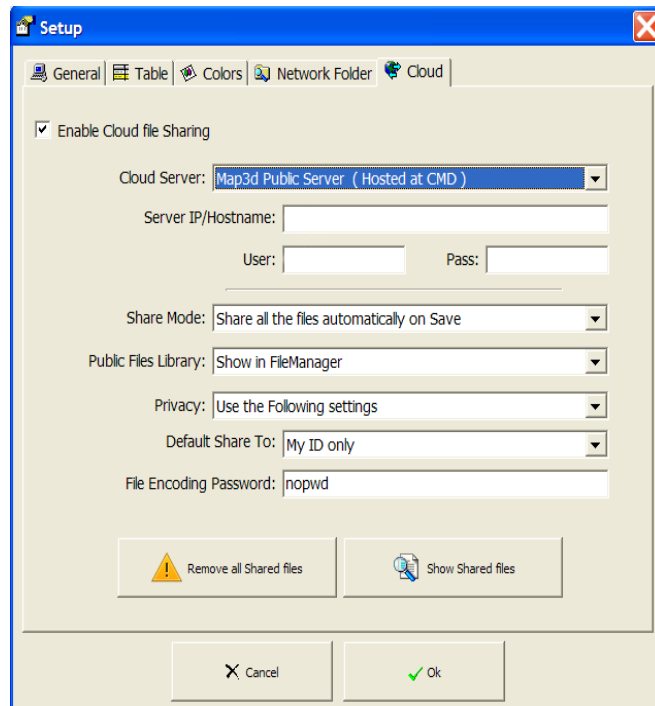 Setup
General Table Colors Network Folder Cloud
Enable Cloud file Sharing
Cloud Server: Map3d Public Server ( Hosted at CMD )
Server IP/Hostname:
User: Pass:
Share Mode: Share all the files automatically on Save
Public Files Library: Show in FileManager
Privacy: Use the Following settings
Default Share To: My ID only
File Encoding Password: nopwd
Remove all Shared files Show Shared files
Cancel Ok